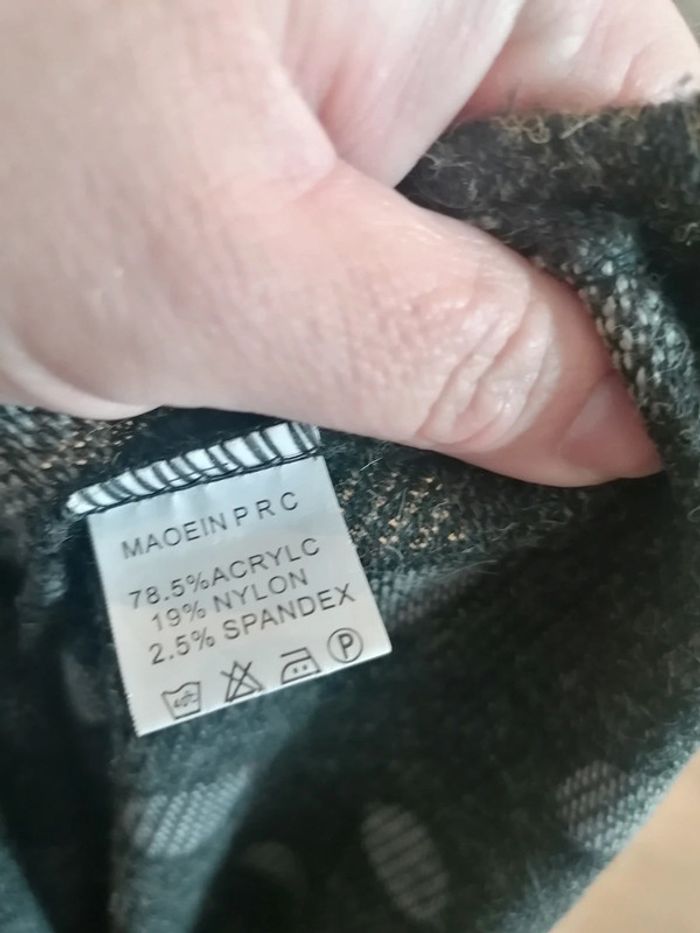 MAOEIN P R C
78.5%ACRYLC
19% NYLON
2.5% SPANDEX
P